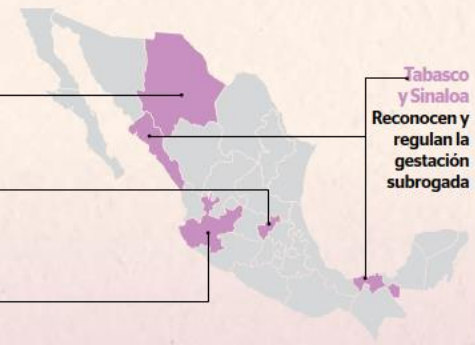 Tabasco
y Sinaloa
Reconocen y
regulan la
gestación
subrogada